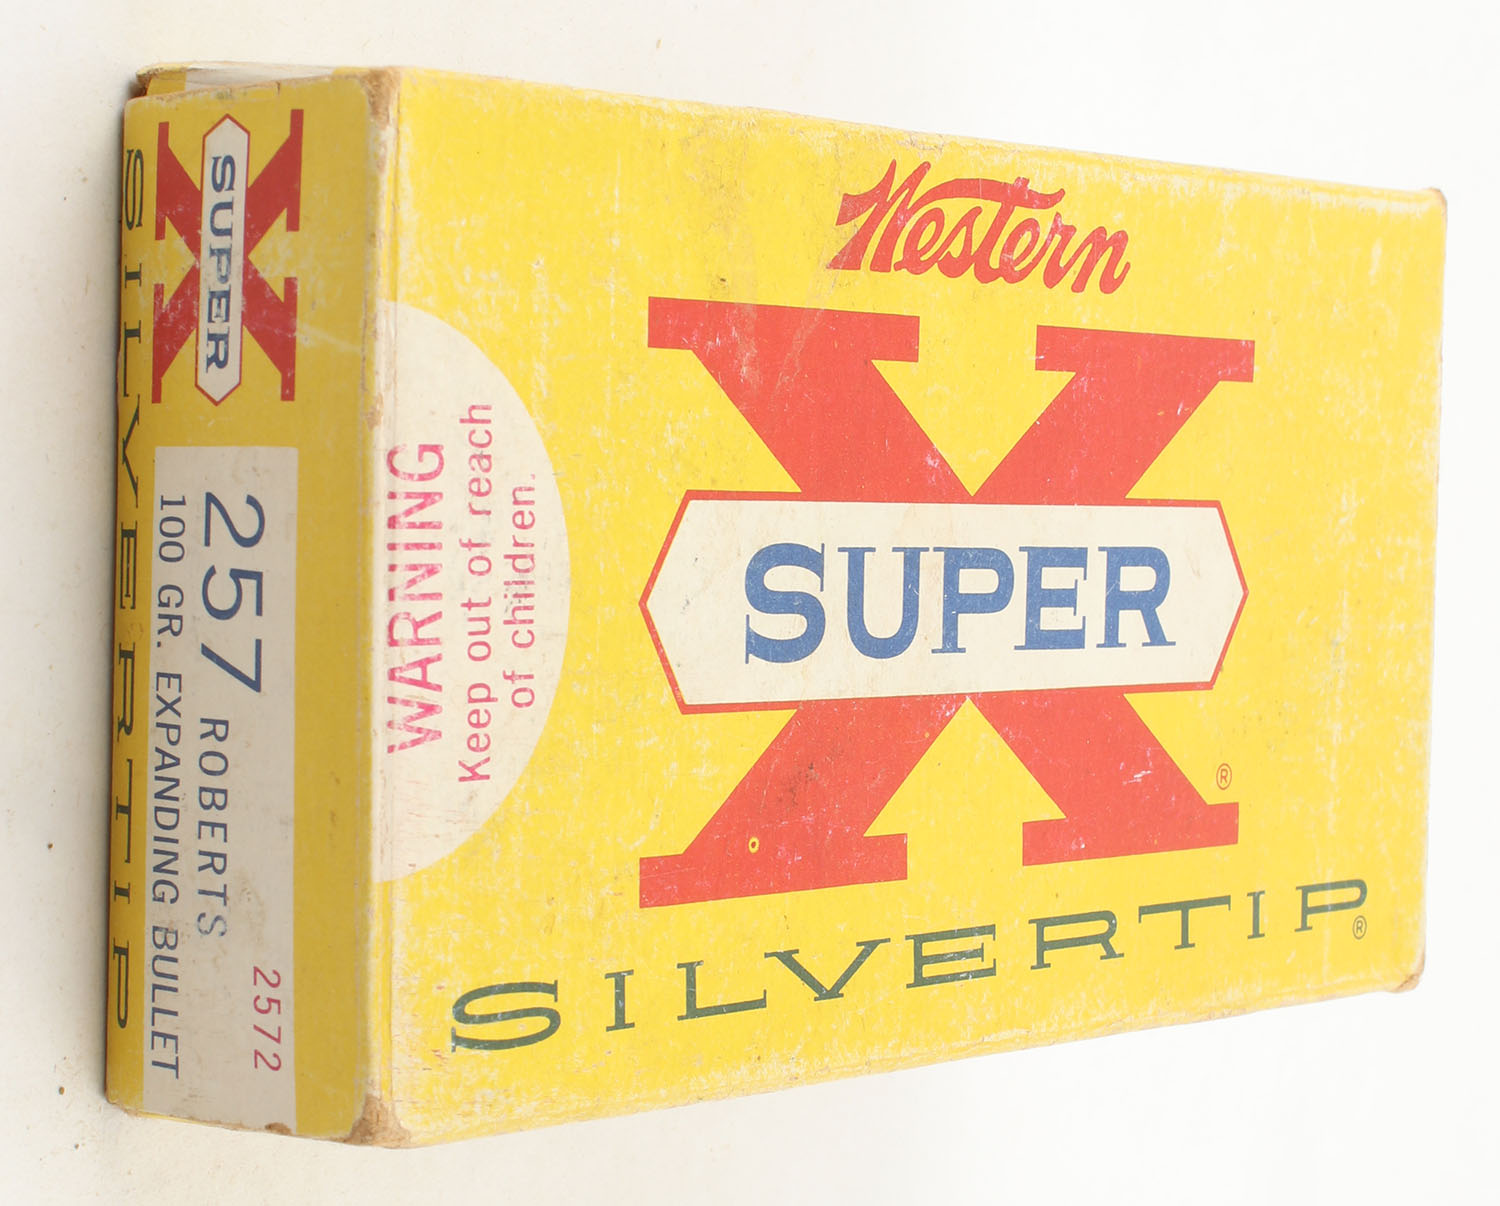 Western
X
SUPER
®
SILVERTIP
®
WARNING
Keep out of reach
of children.
X
SUPER
SILVERTIP
257 ROBERTS
100 GR. EXPANDING BULLET
2572